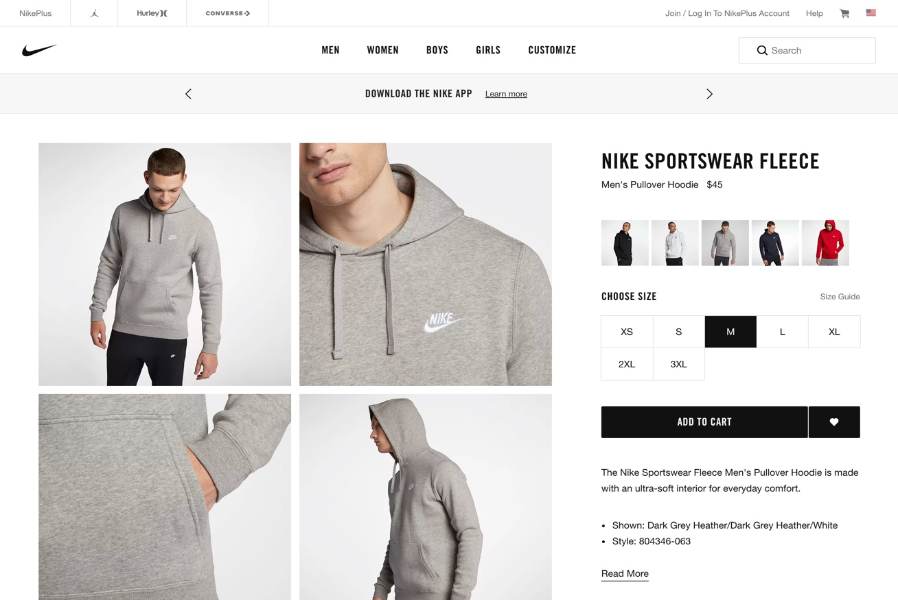 NikePlus
Hurley
CONVERSE
Join / Log In To NikePlus Account
Help
MEN
WOMEN
BOYS
GIRLS
CUSTOMIZE
Search
DOWNLOAD THE NIKE APP Learn more
NIKE
NIKE SPORTSWEAR FLEECE
Men's Pullover Hoodie $45
CHOOSE SIZE
Size Guide
XS
S
M
L
XL
2XL
3XL
ADD TO CART
The Nike Sportswear Fleece Men's Pullover Hoodie is made
with an ultra-soft interior for everyday comfort.
• Shown: Dark Grey Heather/Dark Grey Heather/White
• Style: 804346-063
Read More